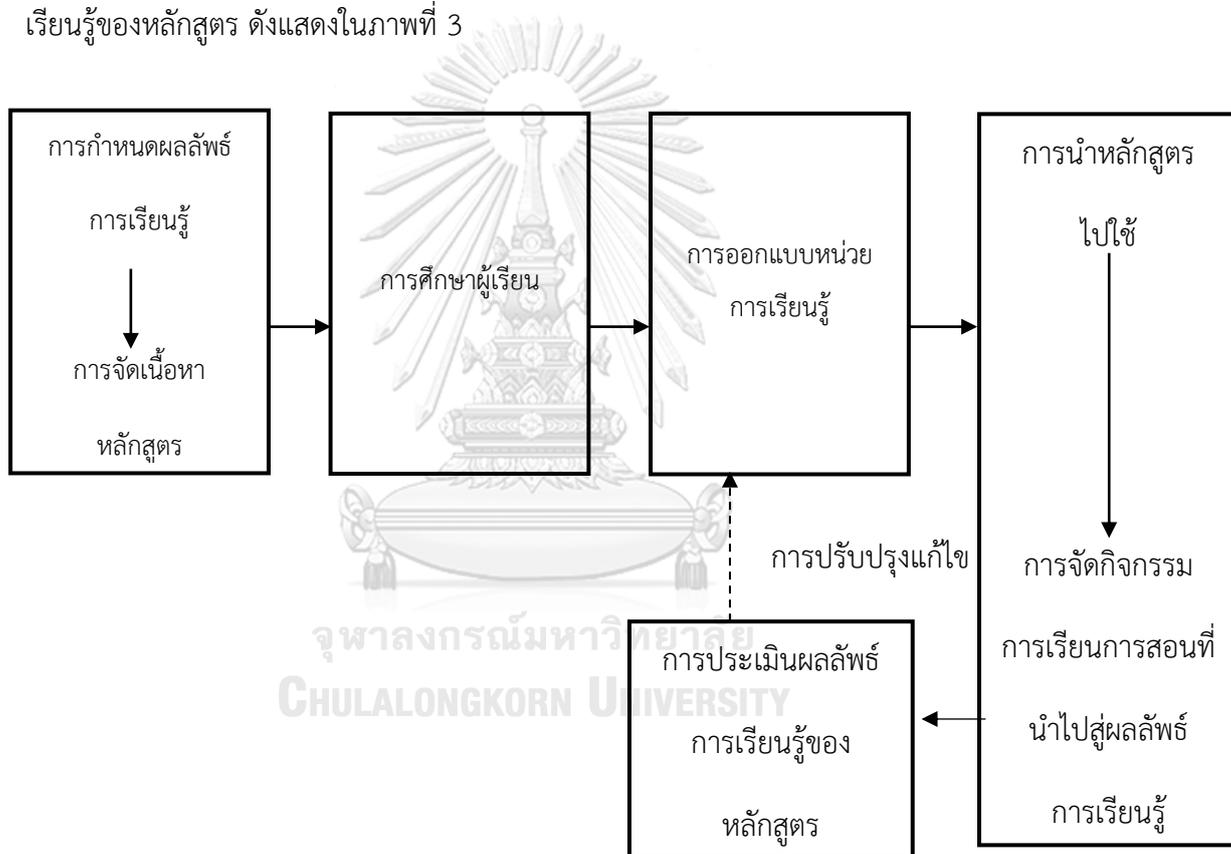 เรียนรู้ของหลักสูตร ดังแสดงในภาพที่ 3
การกำหนดผลลัพธ์
การเรียนรู้
การจัดเนื้อหา
หลักสูตร
การศึกษาผู้เรียน
การออกแบบหน่วย
การเรียนรู้
การนำหลักสูตร
ไปใช้
การจัดกิจกรรม
การเรียนการสอนที่
นำไปสู่ผลลัพธ์
การเรียนรู้
การปรับปรุงแก้ไข
การประเมินผลลัพธ์
การเรียนรู้ของ
หลักสูตร
จุฬาลงกรณ์มหาวิทยาลัย
CHULALONGKORN UNIVERSITY